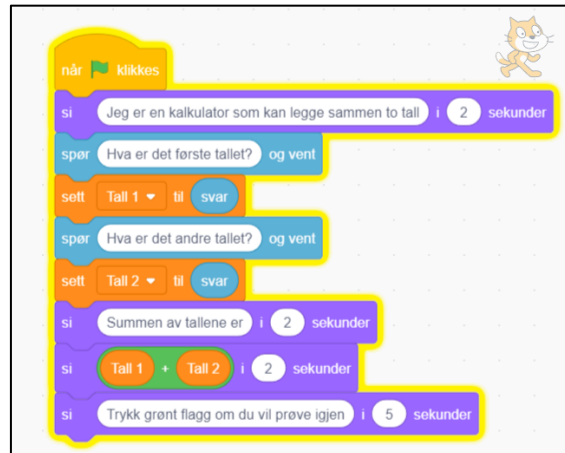 når klikkes
si Jeg er en kalkulator som kan legge sammen to tall i 2 sekunder
spør Hva er det første tallet? og vent
sett Tall 1 til svar
spør Hva er det andre tallet? og vent
sett Tall 2 til svar
si Summen av tallene er i 2 sekunder
si Tall 1 + Tall 2 i 2 sekunder
si Trykk grønt flagg om du vil prøve igjen i 5 sekunder